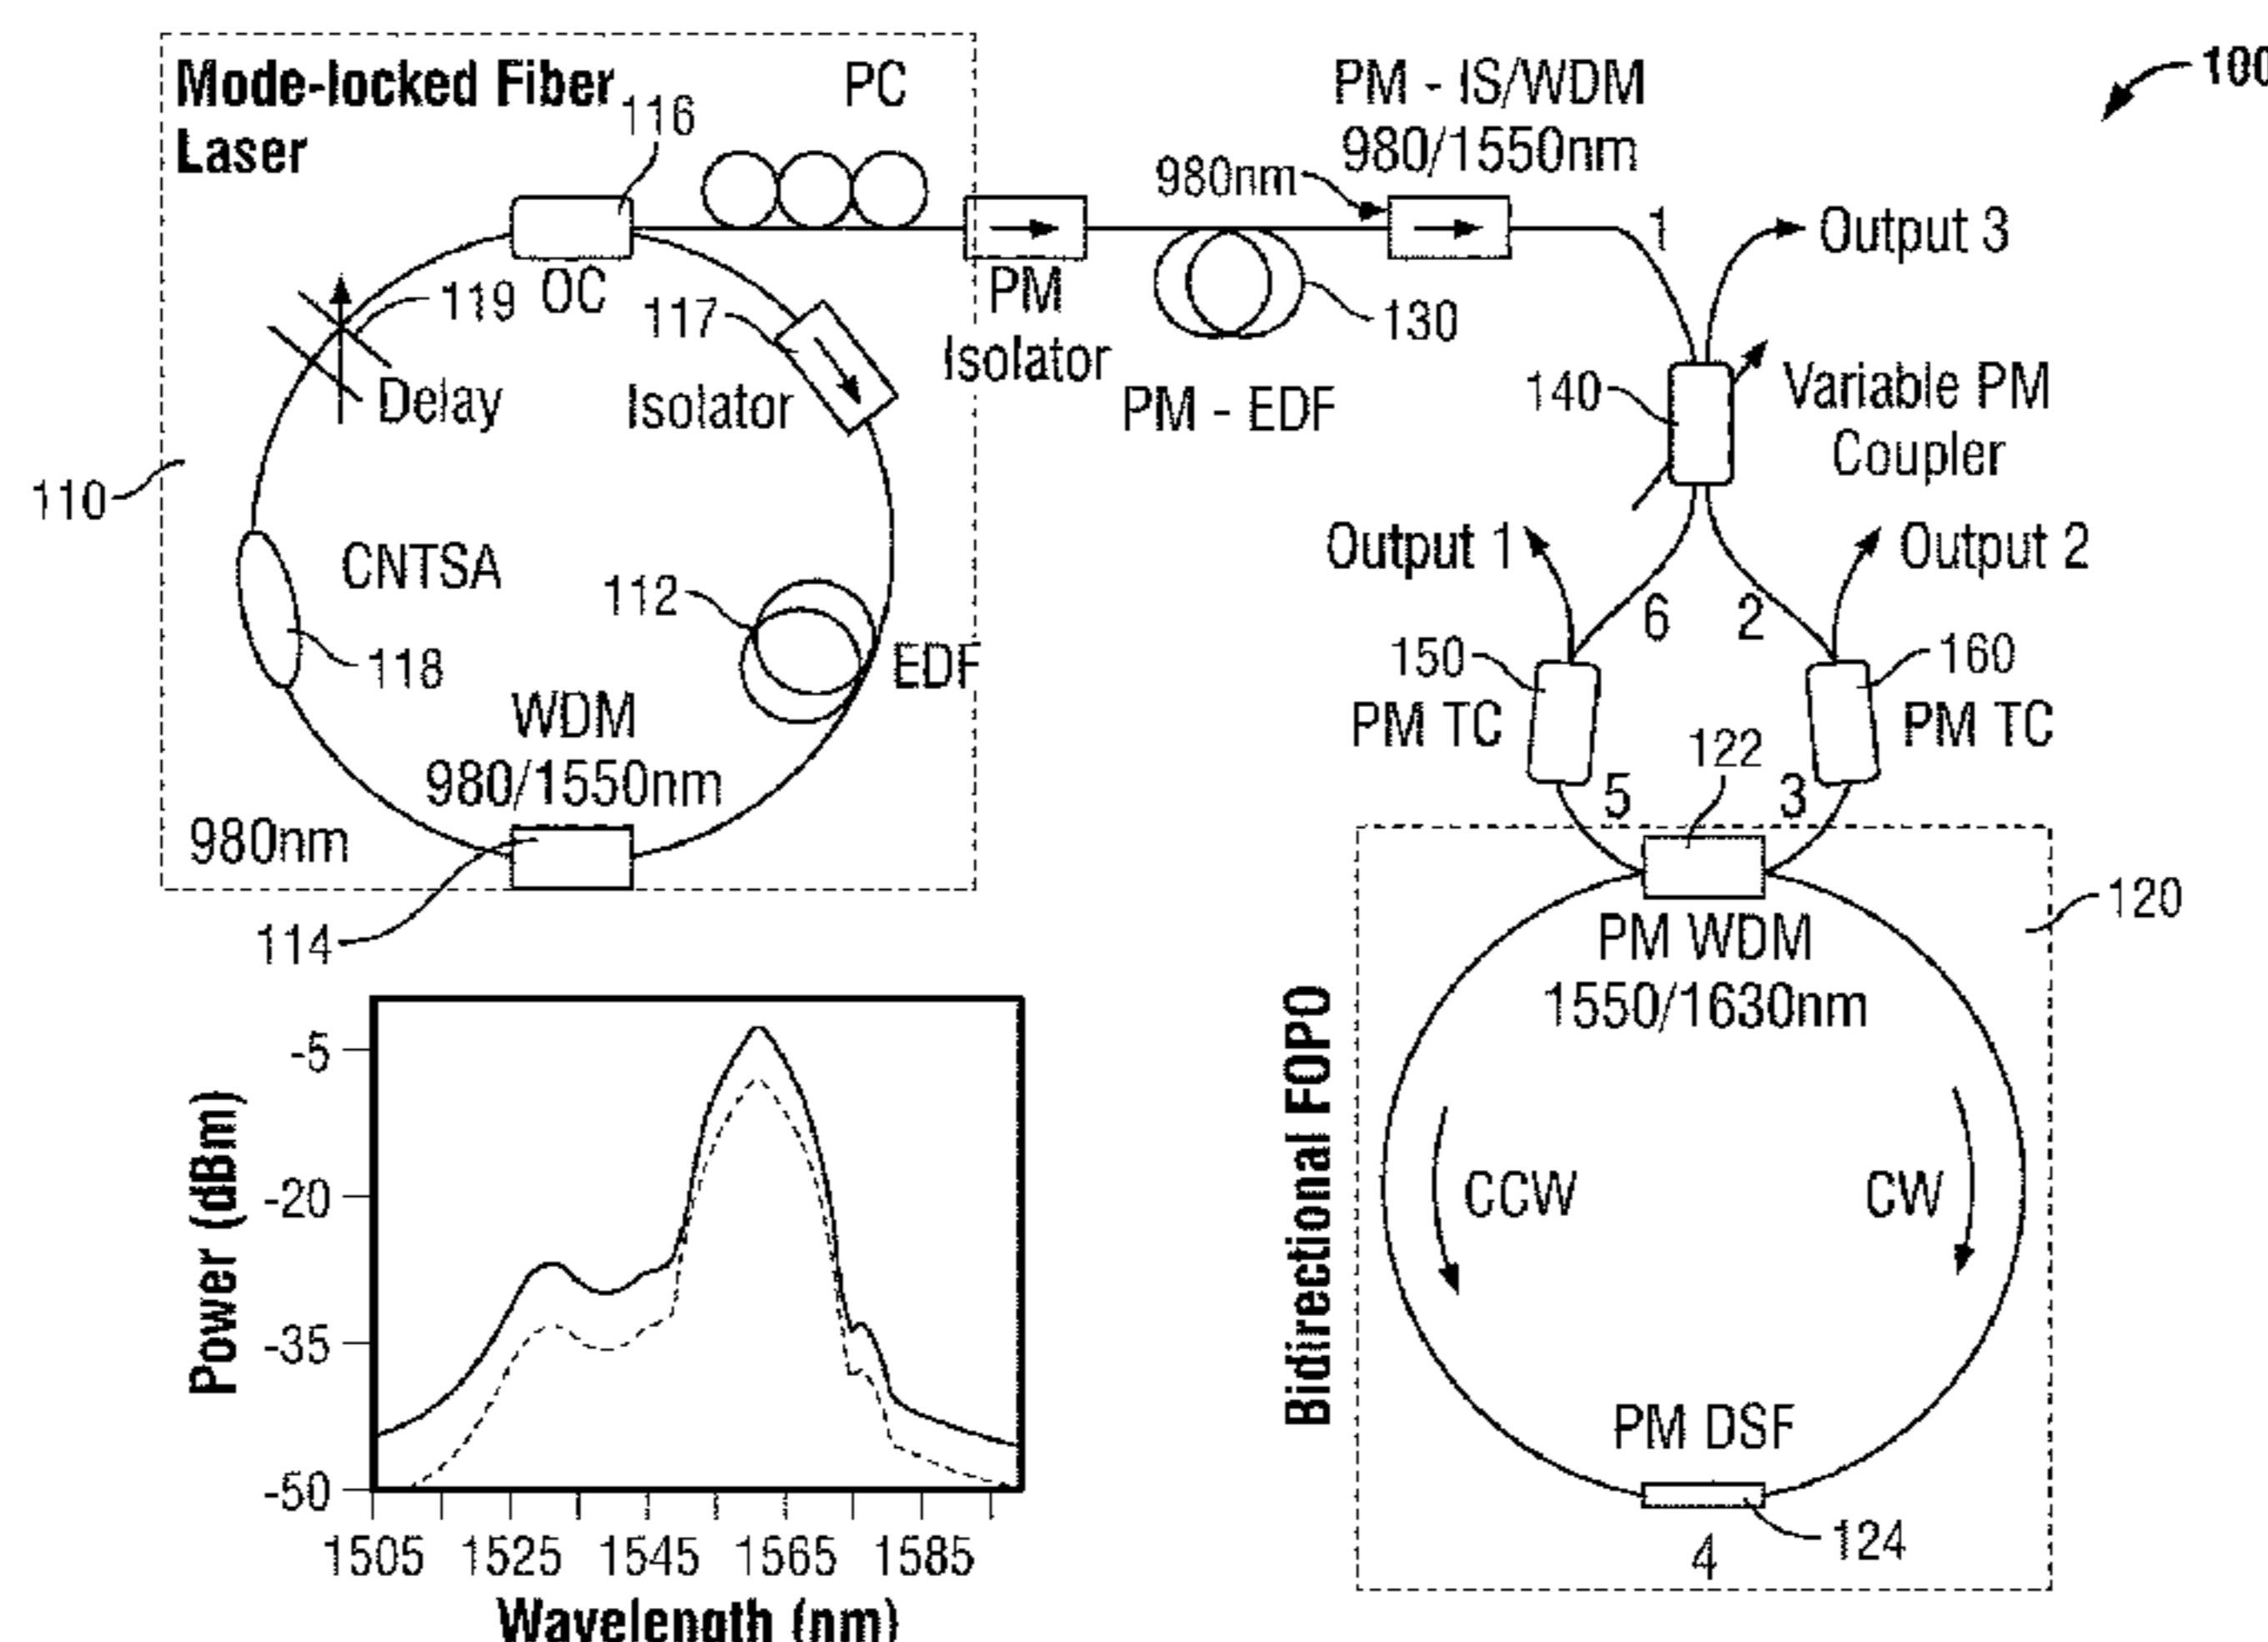 Mode-locked Fiber
Laser
116
PC
PM - IS/WDM
980/1550nm
100
980nm
1
Output 3
119
OC
117
PM
Isolator
130
Delay
Isolator
PM - EDF
140
Variable PM
Coupler
110
Output 1
Output 2
CNTSA
112
6
2
118
EDF
150
160
WDM
980/1550nm
PM TC
122
PM TC
980nm
5
3
114
120
PM WDM
1550/1630nm
Bidirectional FOPO
CCW
CW
PM DSF
4
124
Power (dBm)
-5
-20
-35
-50
1505 1525 1545 1565 1585
Wavelength (nm)